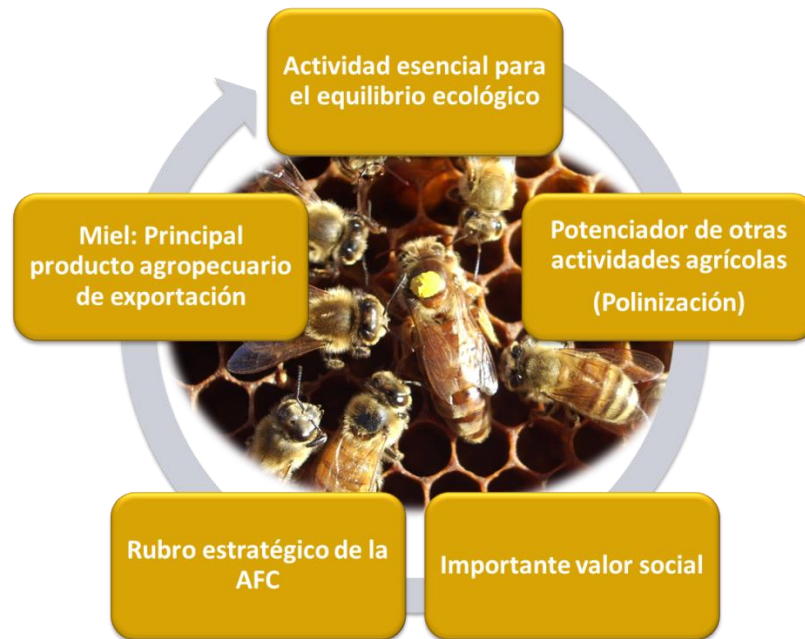 Actividad esencial para
el equilibrio ecológico
Potenciador de otras
actividades agrícolas
(Polinización)
Importante valor social
Rubro estratégico de la
AFC
Miel: Principal
producto agropecuario
de exportación